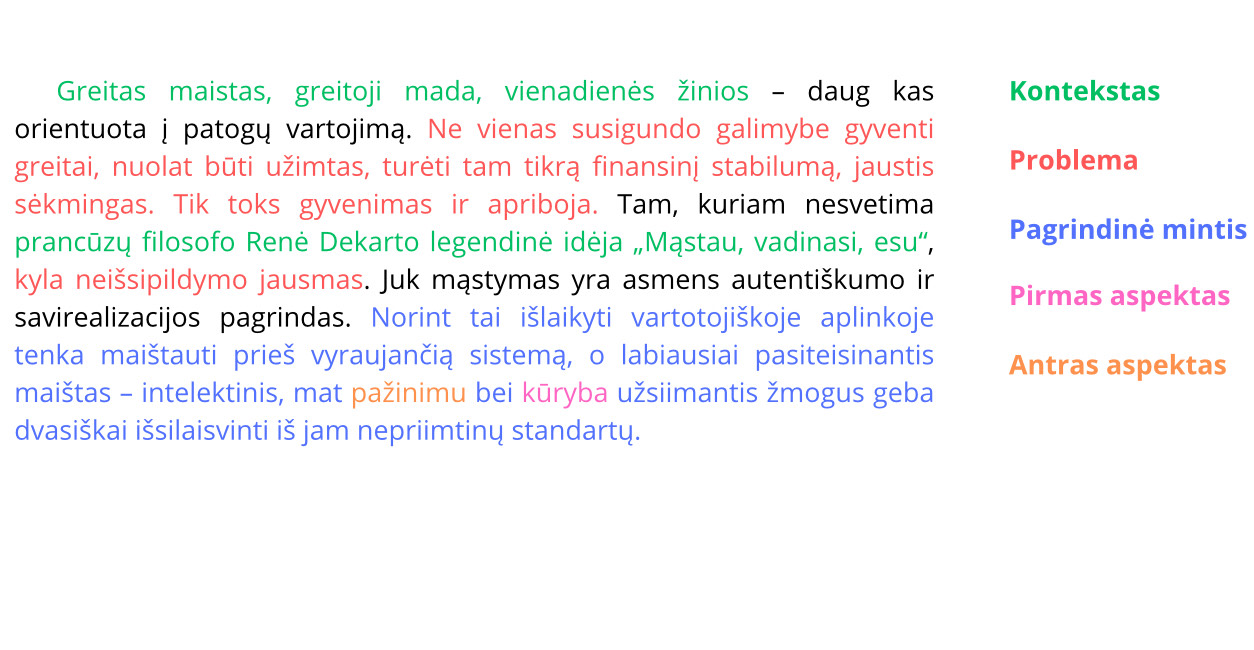 Greitas maistas, greitoji mada, vienadienės žinios – daug kas
orientuota į patogų vartojimą. Ne vienas susigundo galimybe gyventi
greitai, nuolat būti užimtas, turėti tam tikrą finansinį stabilumą, jaustis
sėkmingas. Tik toks gyvenimas ir apriboja. Tam, kuriam nesvetima
prancūzų filosofo Renė Dekarto legendinė idėja „Mąstau, vadinasi, esu“,
kyla neišsipildymo jausmas. Juk mąstymas yra asmens autentiškumo ir
savirealizacijos pagrindas. Norint tai išlaikyti vartotojiškoje aplinkoje
tenka maištauti prieš vyraujančią sistemą, o labiausiai pasiteisinantis
maištas – intelektinis, mat pažinimu bei kūryba užsiimantis žmogus geba
dvasiškai išsilaisvinti iš jam nepriimtinų standartų.
Kontekstas
Problema
Pagrindinė mintis
Pirmas aspektas
Antras aspektas